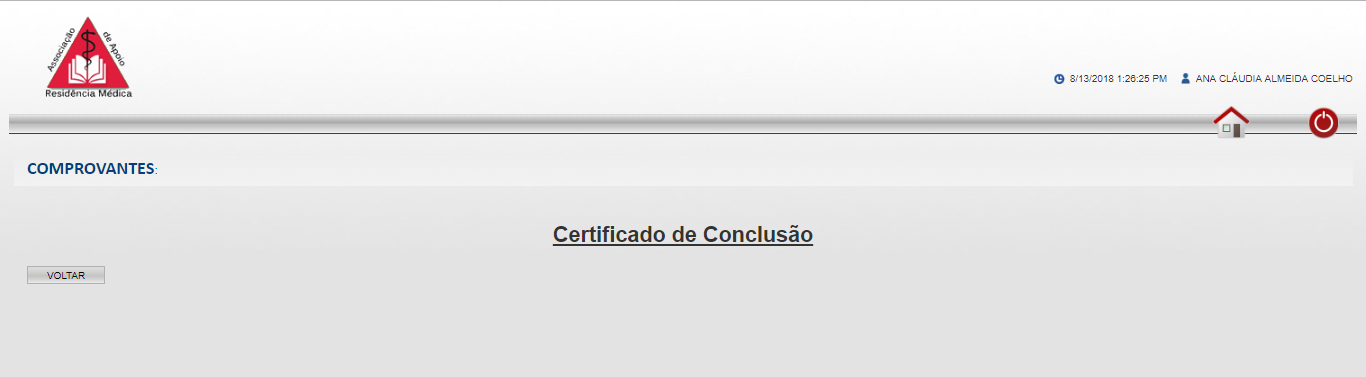 Associação de Apoio
Residência Médica
8/13/2018 1:26:25 PM ANA CLÁUDIA ALMEIDA COELHO
COMPROVANTES:
Certificado de Conclusão
VOLTAR